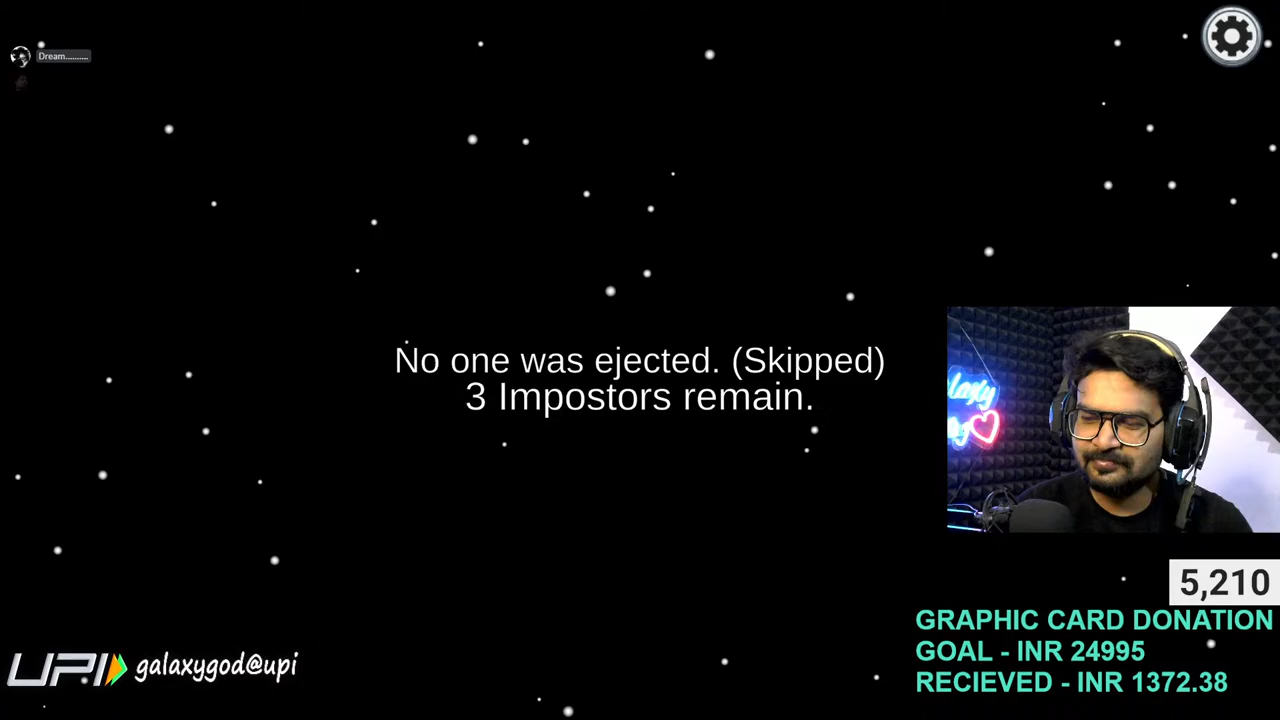 Dream..........
No one was ejected. (Skipped)
3 Impostors remain.
5,210
GRAPHIC CARD DONATION
GOAL - INR 24995
RECIEVED - INR 1372.38
UPI galaxygod@upi